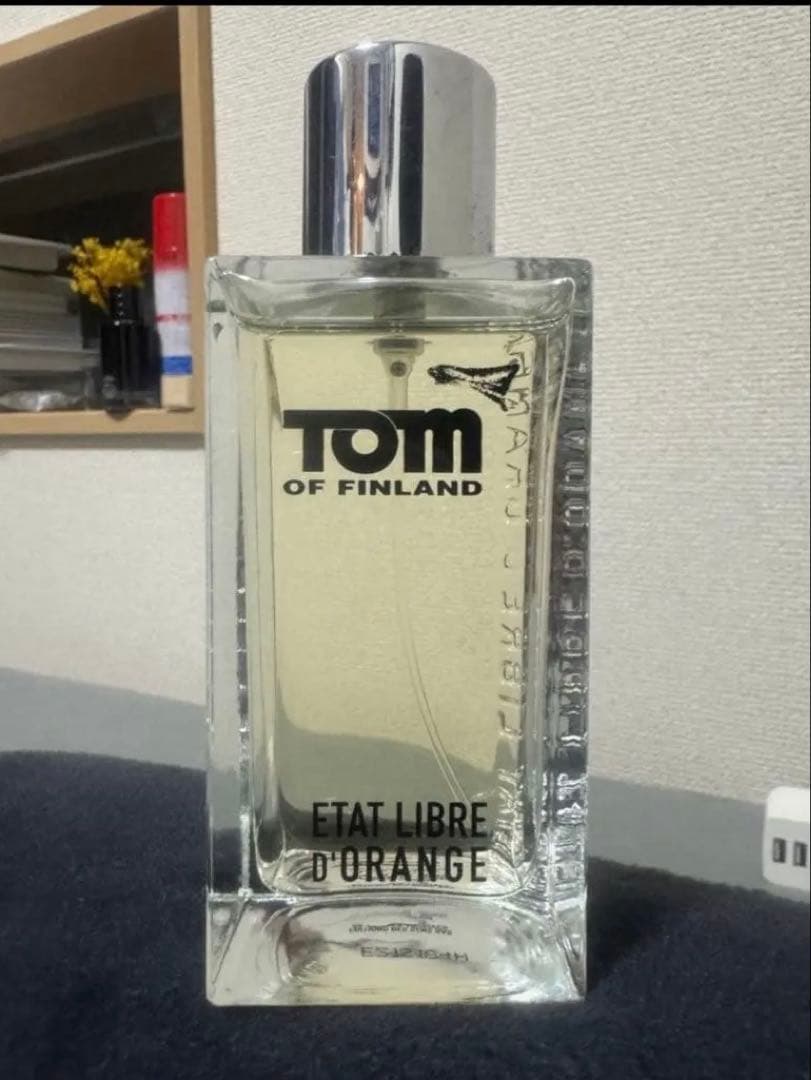 TOM
OF FINLAND
ETAT LIBRE
D'ORANGE